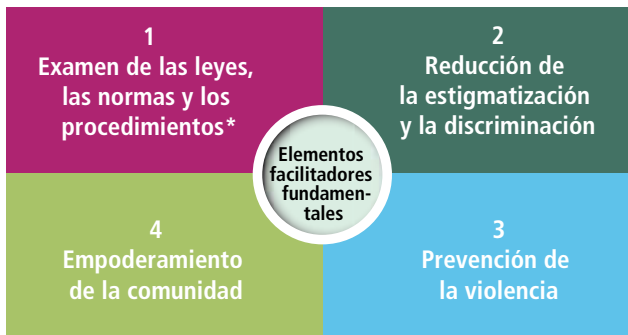 1
Examen de las leyes,
las normas y los
procedimientos*
2
Reducción de
la estigmatización
y la discriminación
Elementos
facilitadores
fundamen-
tales
4
Empoderamiento
de la comunidad
3
Prevención de
la violencia